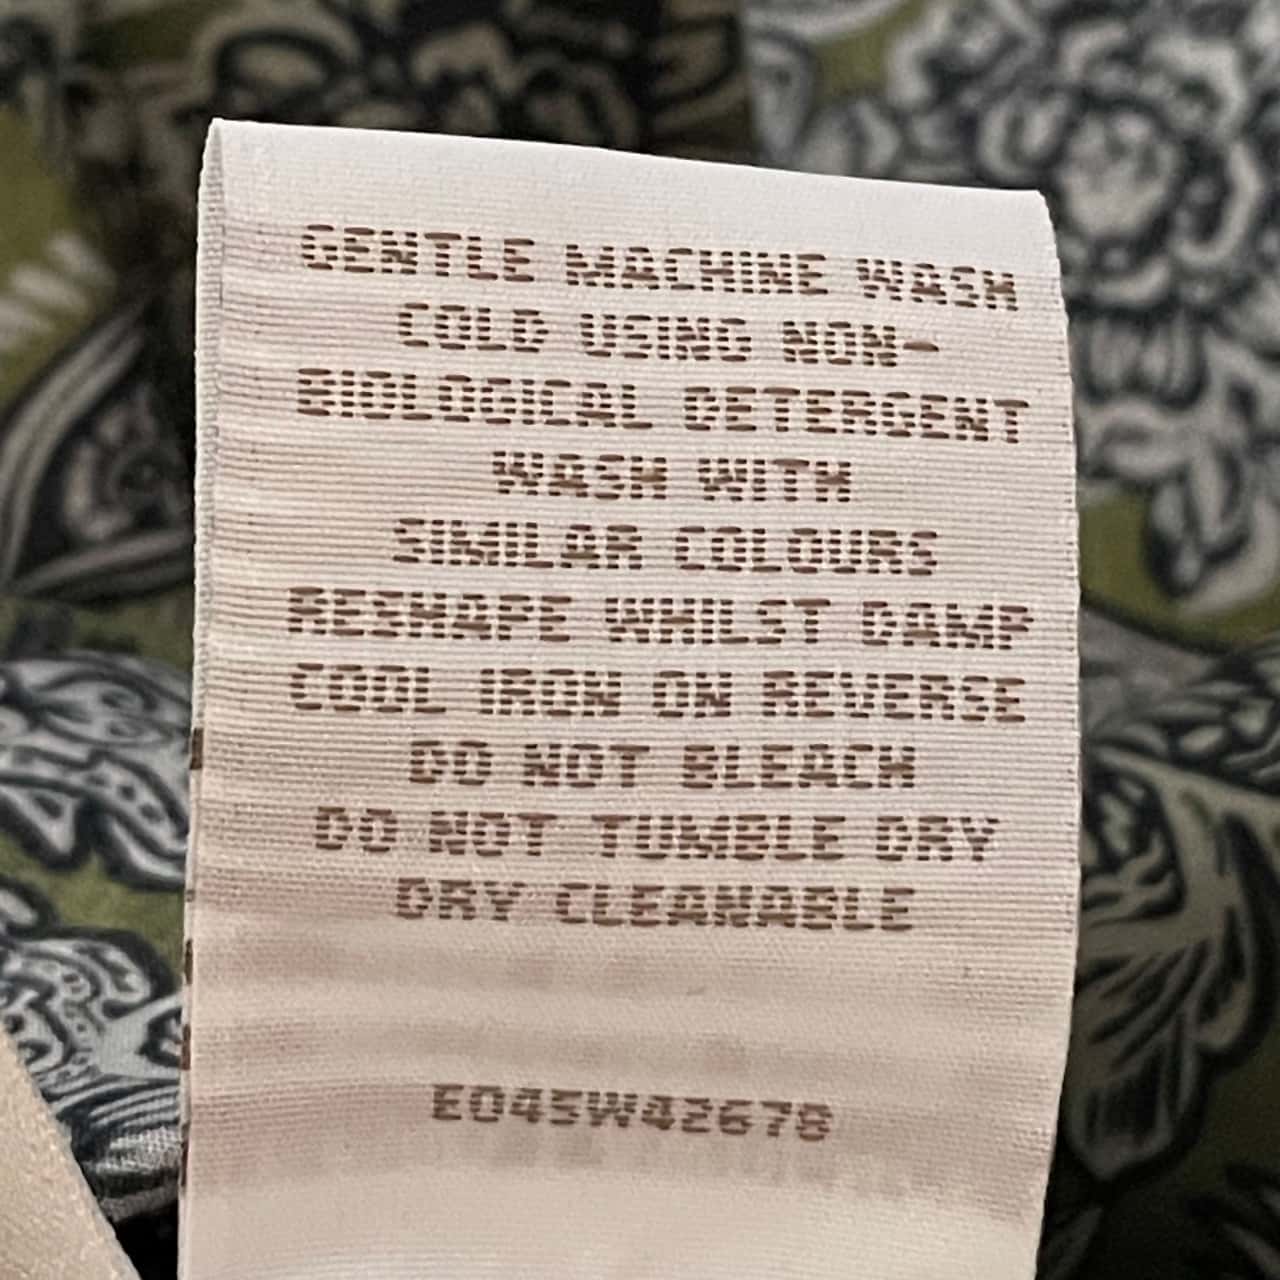 GENTLE MACHINE WASH
COLD USING NON-
BIOLOGICAL DETERGENT
WASH WITH
SIMILAR COLOURS
RESHAPE WHILST DAMP
COOL IRON ON REVERSE
DO NOT BLEACH
DO NOT TUMBLE DRY
DRY CLEANABLE
E045W42678